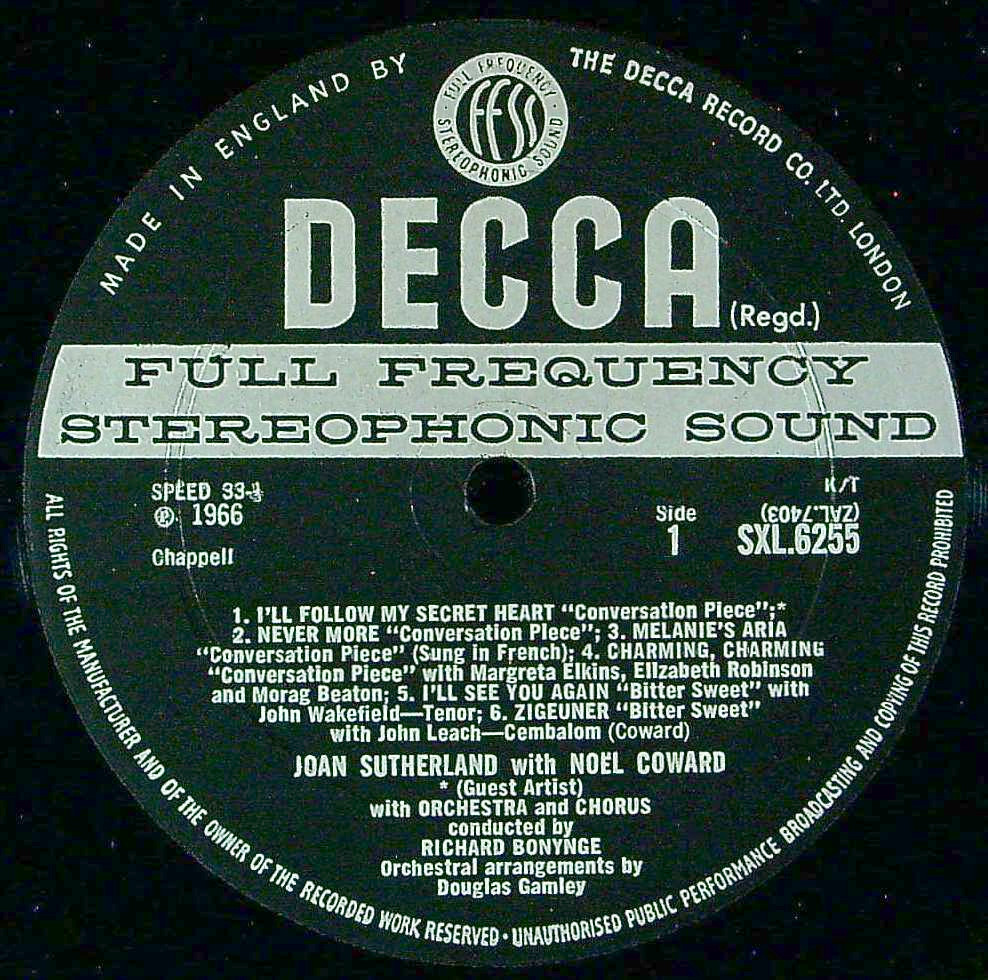 MADE IN ENGLAND BY
THE DECCA RECORD CO. LTD. LONDON
FULL FREQUENCY
STEREOPHONIC SOUND
FFSS
DECCA
(Regd.)
FULL FREQUENCY
STEREOPHONIC SOUND
SPEED 33-⅓
Ⓟ 1966
Chappell
K/T
(ZAL.7403)
Side
1
SXL.6255
1. I'LL FOLLOW MY SECRET HEART "Conversation Piece";*
2. NEVER MORE "Conversation Piece"; 3. MELANIE'S ARIA
"Conversation Piece" (Sung in French); 4. CHARMING, CHARMING
"Conversation Piece" with Margreta Elkins, Elizabeth Robinson
and Morag Beaton; 5. I'LL SEE YOU AGAIN "Bitter Sweet" with
John Wakefield—Tenor; 6. ZIGEUNER "Bitter Sweet"
with John Leach—Cembalom (Coward)
JOAN SUTHERLAND with NOEL COWARD
* (Guest Artist)
with ORCHESTRA and CHORUS
conducted by
RICHARD BONYNGE
Orchestral arrangements by
Douglas Gamley
ALL RIGHTS OF THE MANUFACTURER AND OF THE OWNER OF THE RECORDED WORK RESERVED · UNAUTHORISED PUBLIC PERFORMANCE BROADCASTING AND COPYING OF THIS RECORD PROHIBITED